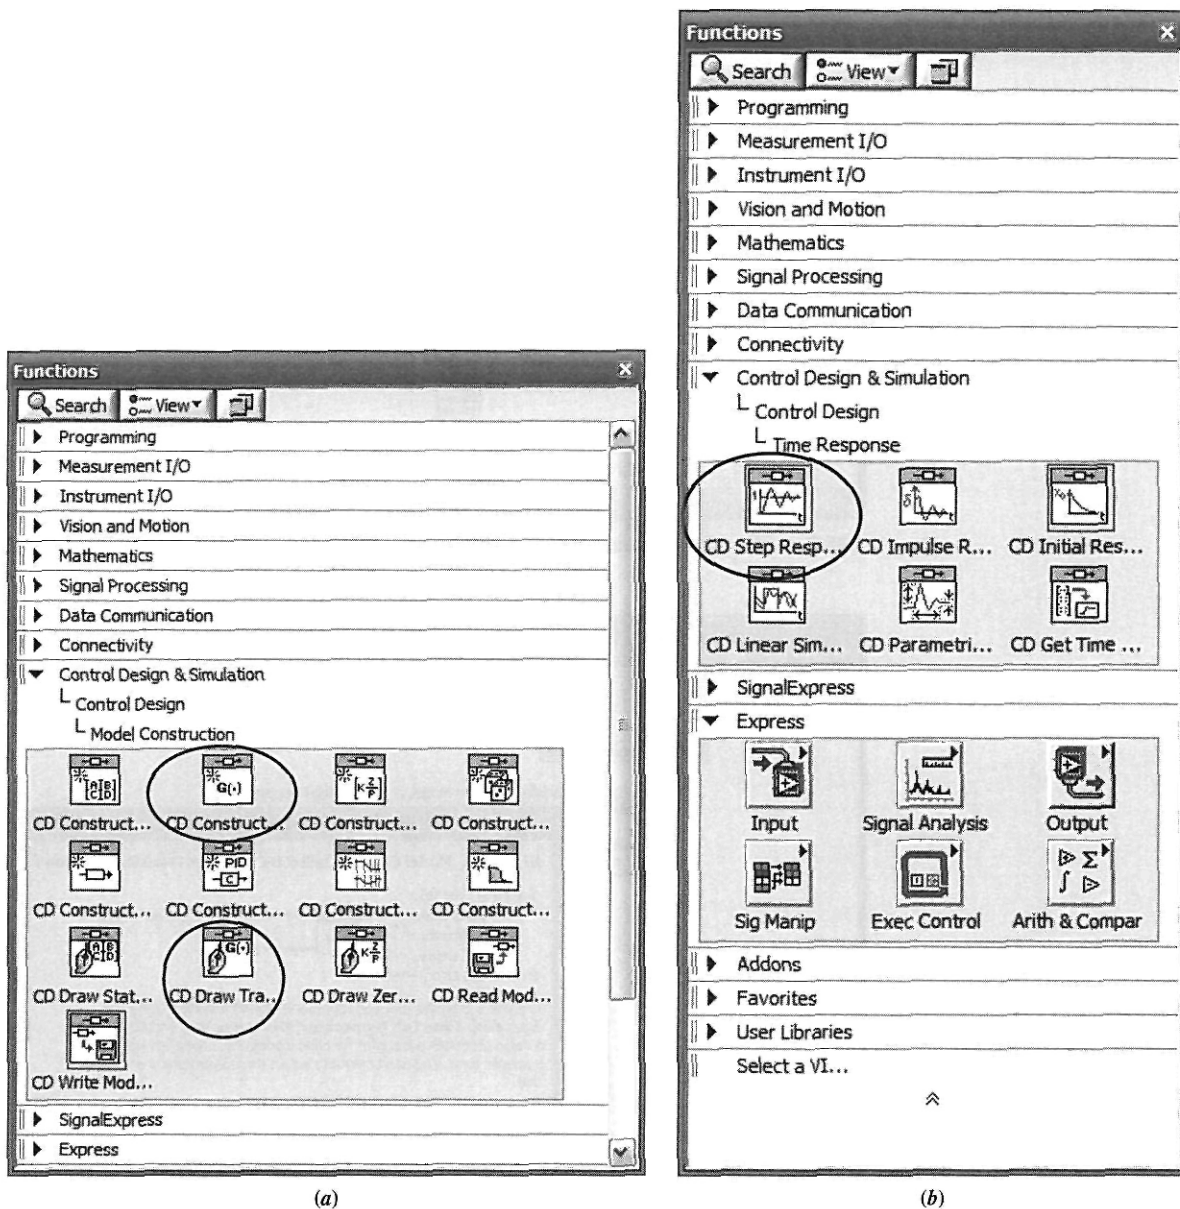 Functions
Search View
Programming
Measurement I/O
Instrument I/O
Vision and Motion
Mathematics
Signal Processing
Data Communication
Connectivity
Control Design & Simulation
Control Design
Model Construction
CD Construct... CD Construct... CD Construct... CD Construct...
CD Construct... CD Construct... CD Construct... CD Construct...
CD Draw Stat... CD Draw Tra... CD Draw Zer... CD Read Mod...
CD Write Mod...
SignalExpress
Express
(a)
Functions
Search View
Programming
Measurement I/O
Instrument I/O
Vision and Motion
Mathematics
Signal Processing
Data Communication
Connectivity
Control Design & Simulation
Control Design
Time Response
CD Step Resp... CD Impulse R... CD Initial Res...
CD Linear Sim... CD Parametri... CD Get Time ...
SignalExpress
Express
Input Signal Analysis Output
Sig Manip Exec Control Arith & Compar
Addons
Favorites
User Libraries
Select a VI...
(b)